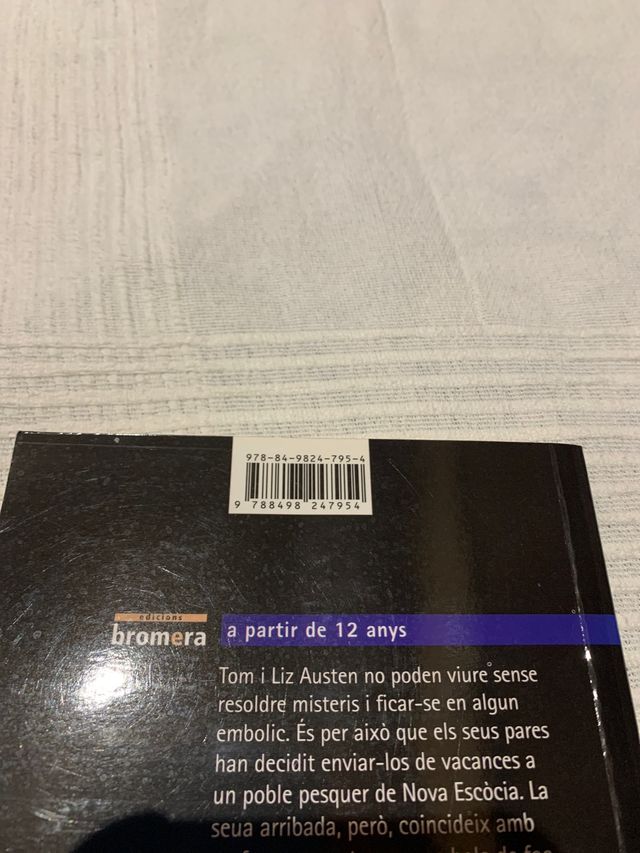 978-84-9824-795-4
9 788498 247954
edicions
bromera
a partir de 12 anys
Tom i Liz Austen no poden viure sense
resoldre misteris i ficar-se en algun
embolic. És per això que els seus pares
han decidit enviar-los de vacances a
un poble pesquer de Nova Escòcia. La
seua arribada, però, coincideix amb